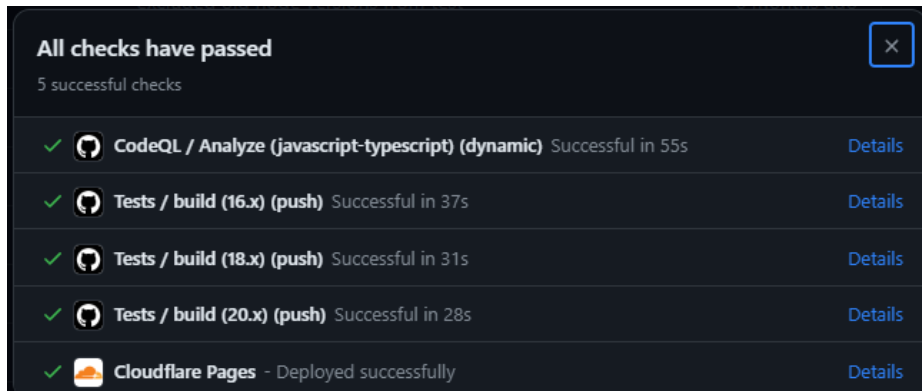 All checks have passed
5 successful checks
CodeQL / Analyze (javascript-typescript) (dynamic) Successful in 55s Details
Tests / build (16.x) (push) Successful in 37s Details
Tests / build (18.x) (push) Successful in 31s Details
Tests / build (20.x) (push) Successful in 28s Details
Cloudflare Pages - Deployed successfully Details